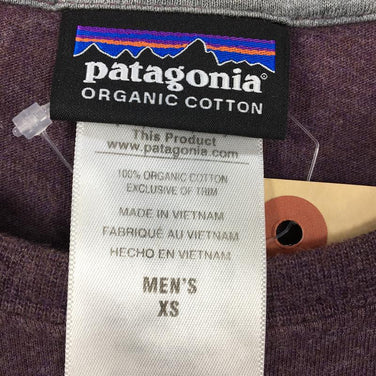 patagonia®
ORGANIC COTTON
This Product
www.patagonia.com
100% ORGANIC COTTON
EXCLUSIVE OF TRIM
MADE IN VIETNAM
FABRIQUÉ AU VIETNAM
HECHO EN VIETNAM
MEN'S
XS